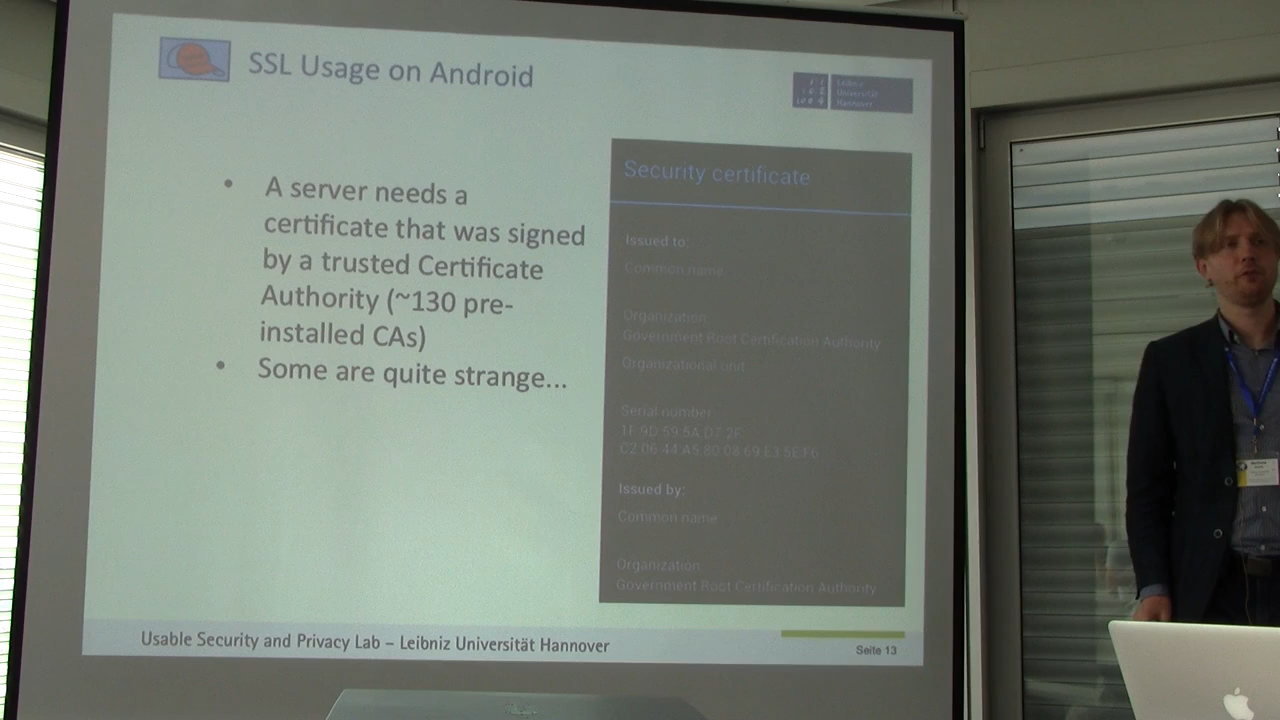 SSL Usage on Android
Leibniz
Universität
Hannover
• A server needs a
certificate that was signed
by a trusted Certificate
Authority (~130 pre-
installed CAs)
• Some are quite strange...
Security certificate
Issued to:
Common name
Organization
Government Root Certification Authority
Organizational unit
Serial number
1F:9D:59:5A:D7:2F:
C2:06:44:A5:80:08:69:E3:5E:F6
Issued by:
Common name
Organization
Government Root Certification Authority
Usable Security and Privacy Lab – Leibniz Universität Hannover
Seite 13